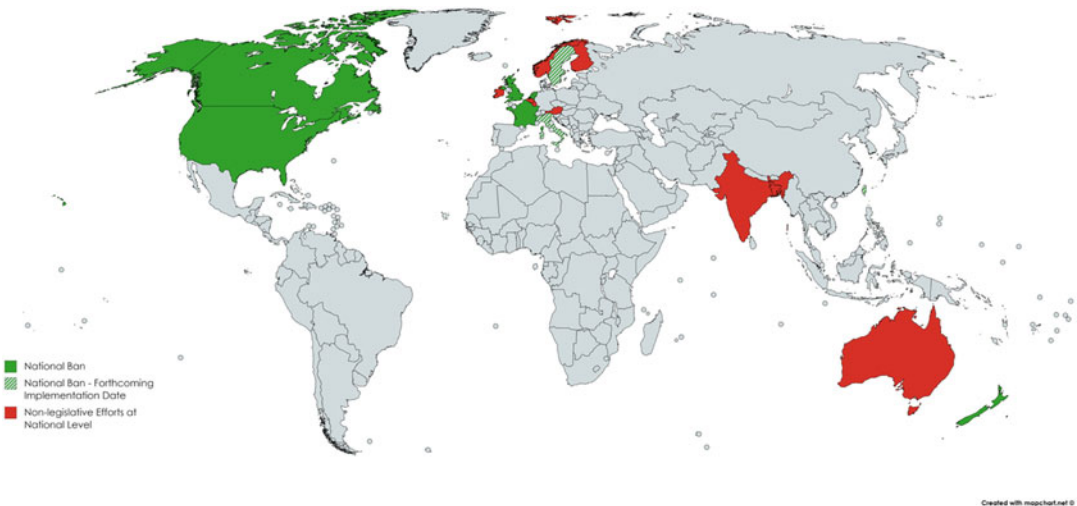 National Ban
National Ban - Forthcoming
Implementation Date
Non-legislative Efforts at
National Level
Created with mapchart.net ©